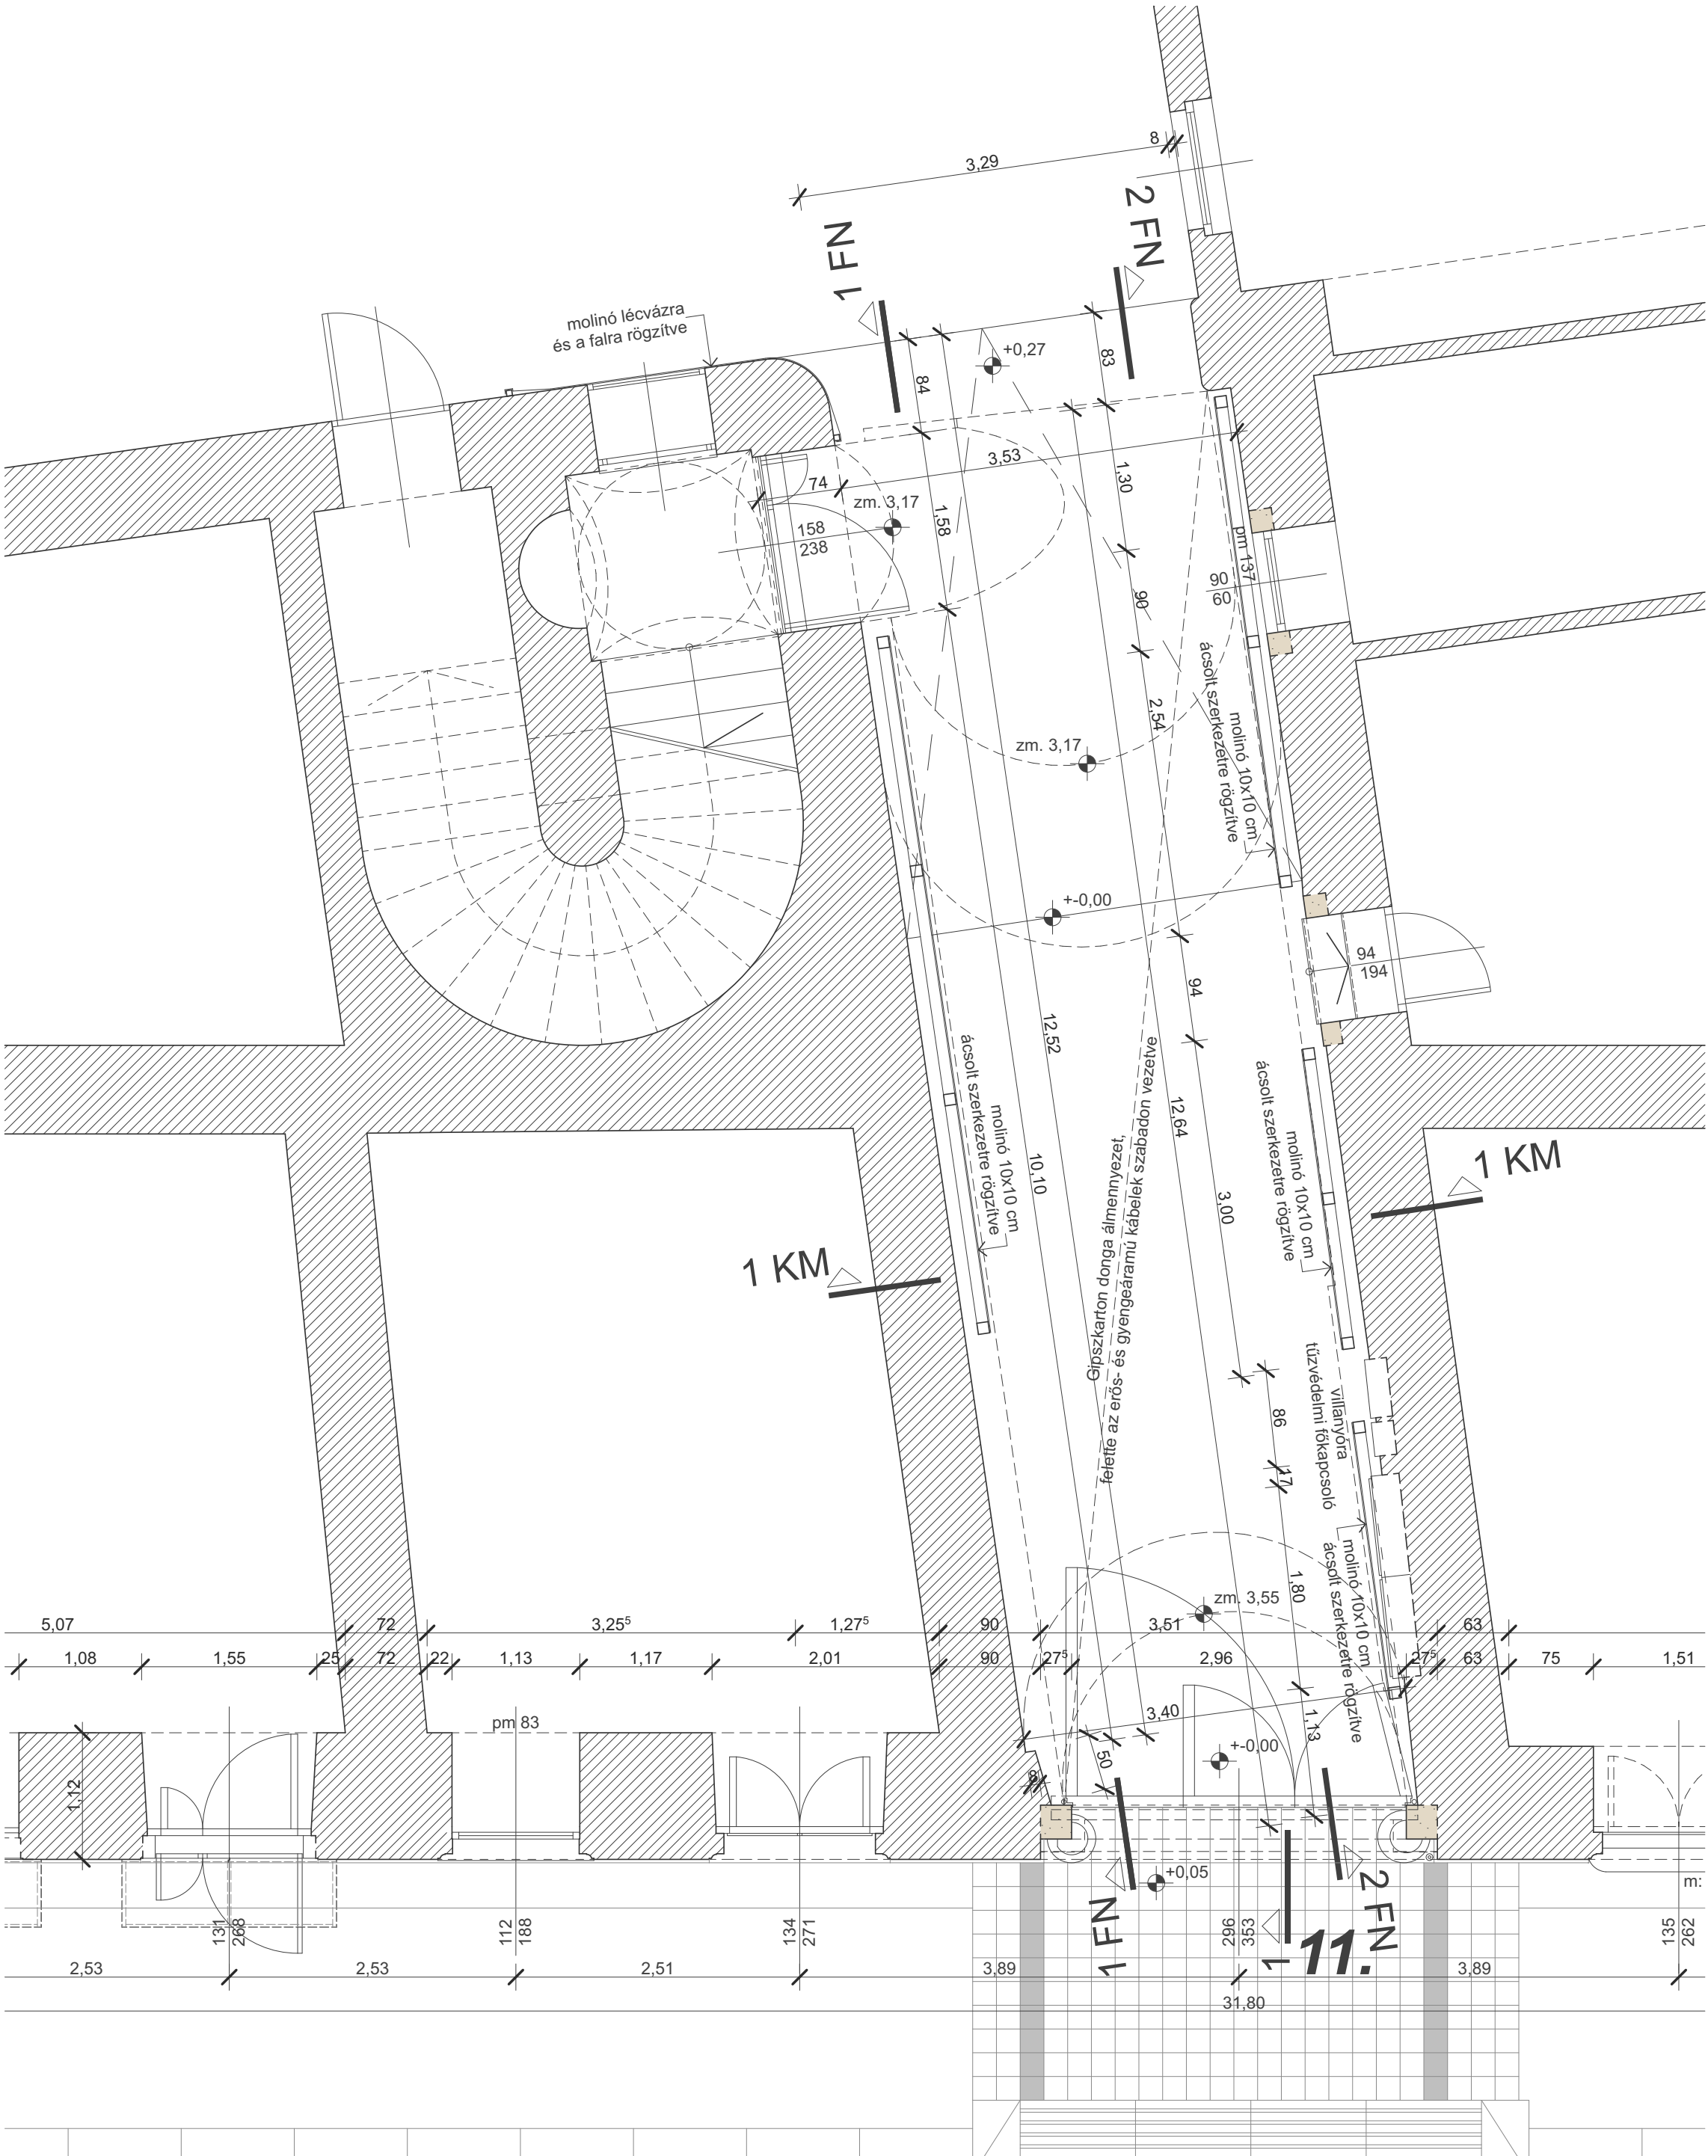 8
3,29
2 FN
1 FN
molinó lécvázra
és a falra rögzítve
+0,27
83
84
3,53
74
1,30
zm. 3,17
1,58
158
238
pm 137
90
60
90
ácsolt szerkezetre rögzítve
molinó 10x10 cm
2,54
zm. 3,17
+-0,00
94
194
94
12,52
ácsolt szerkezetre rögzítve
molinó 10x10 cm
12,64
10,10
Gipszkarton donga álmennyezet,
felette az erős- és gyengeáramú kábelek szabadon vezetve
3,00
ácsolt szerkezetre rögzítve
molinó 10x10 cm
1 KM
1 KM
86
17
villanyóra
tűzvédelmi főkapcsoló
molinó 10x10 cm
ácsolt szerkezetre rögzítve
1,80
zm. 3,55
5,07
72
3,25⁵
1,27⁵
90
3,51
63
1,08
1,55
25
72
22
1,13
1,17
2,01
90
27⁵
2,96
27⁵
63
75
1,51
3,40
1,13
pm 83
+-0,00
50
8
1,12
+0,05
m:
131
268
112
188
134
271
1 FN
296
353
1
11.
2 FN
135
262
2,53
2,53
2,51
3,89
3,89
31,80